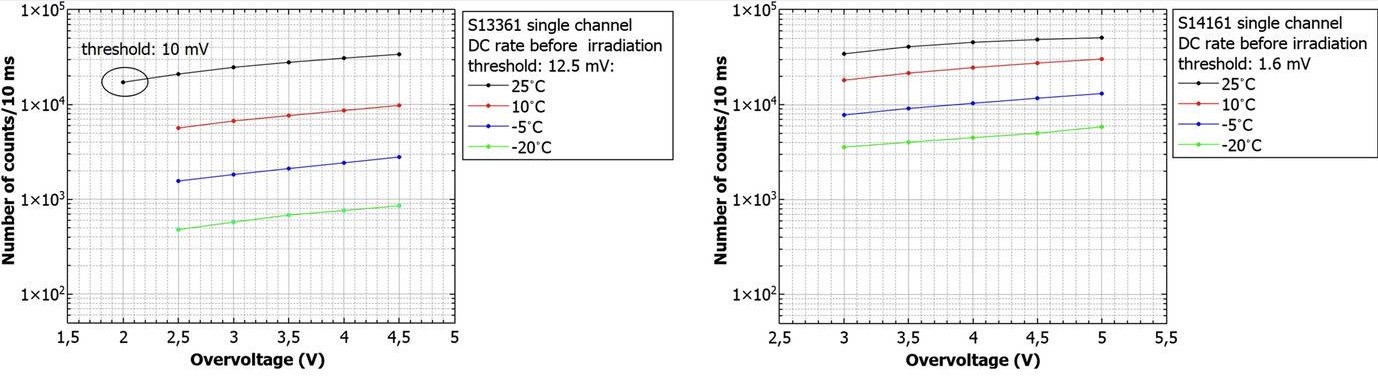 1×10⁵
1×10⁴
1×10³
1×10²
Number of counts/10 ms
threshold: 10 mV
1,5 2 2,5 3 3,5 4 4,5 5
Overvoltage (V)
S13361 single channel
DC rate before irradiation
threshold: 12.5 mV:
25°C
10°C
-5°C
-20°C
1×10⁵
1×10⁴
1×10³
1×10²
Number of counts/10 ms
2,5 3 3,5 4 4,5 5 5,5
Overvoltage (V)
S14161 single channel
DC rate before irradiation
threshold: 1.6 mV
25°C
10°C
-5°C
-20°C